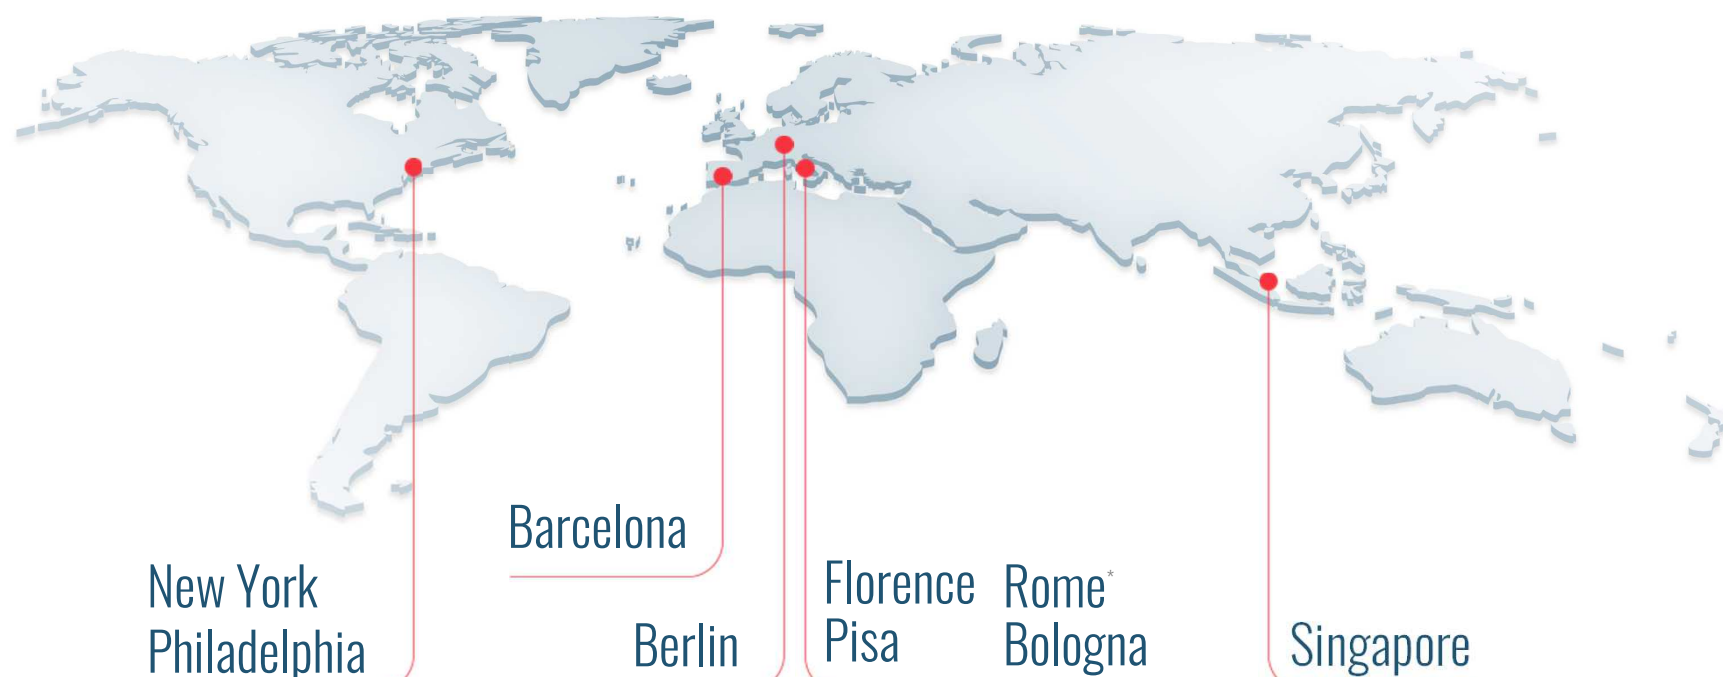 Barcelona
New York
Philadelphia
Berlin
Florence
Pisa
Rome*
Bologna
Singapore